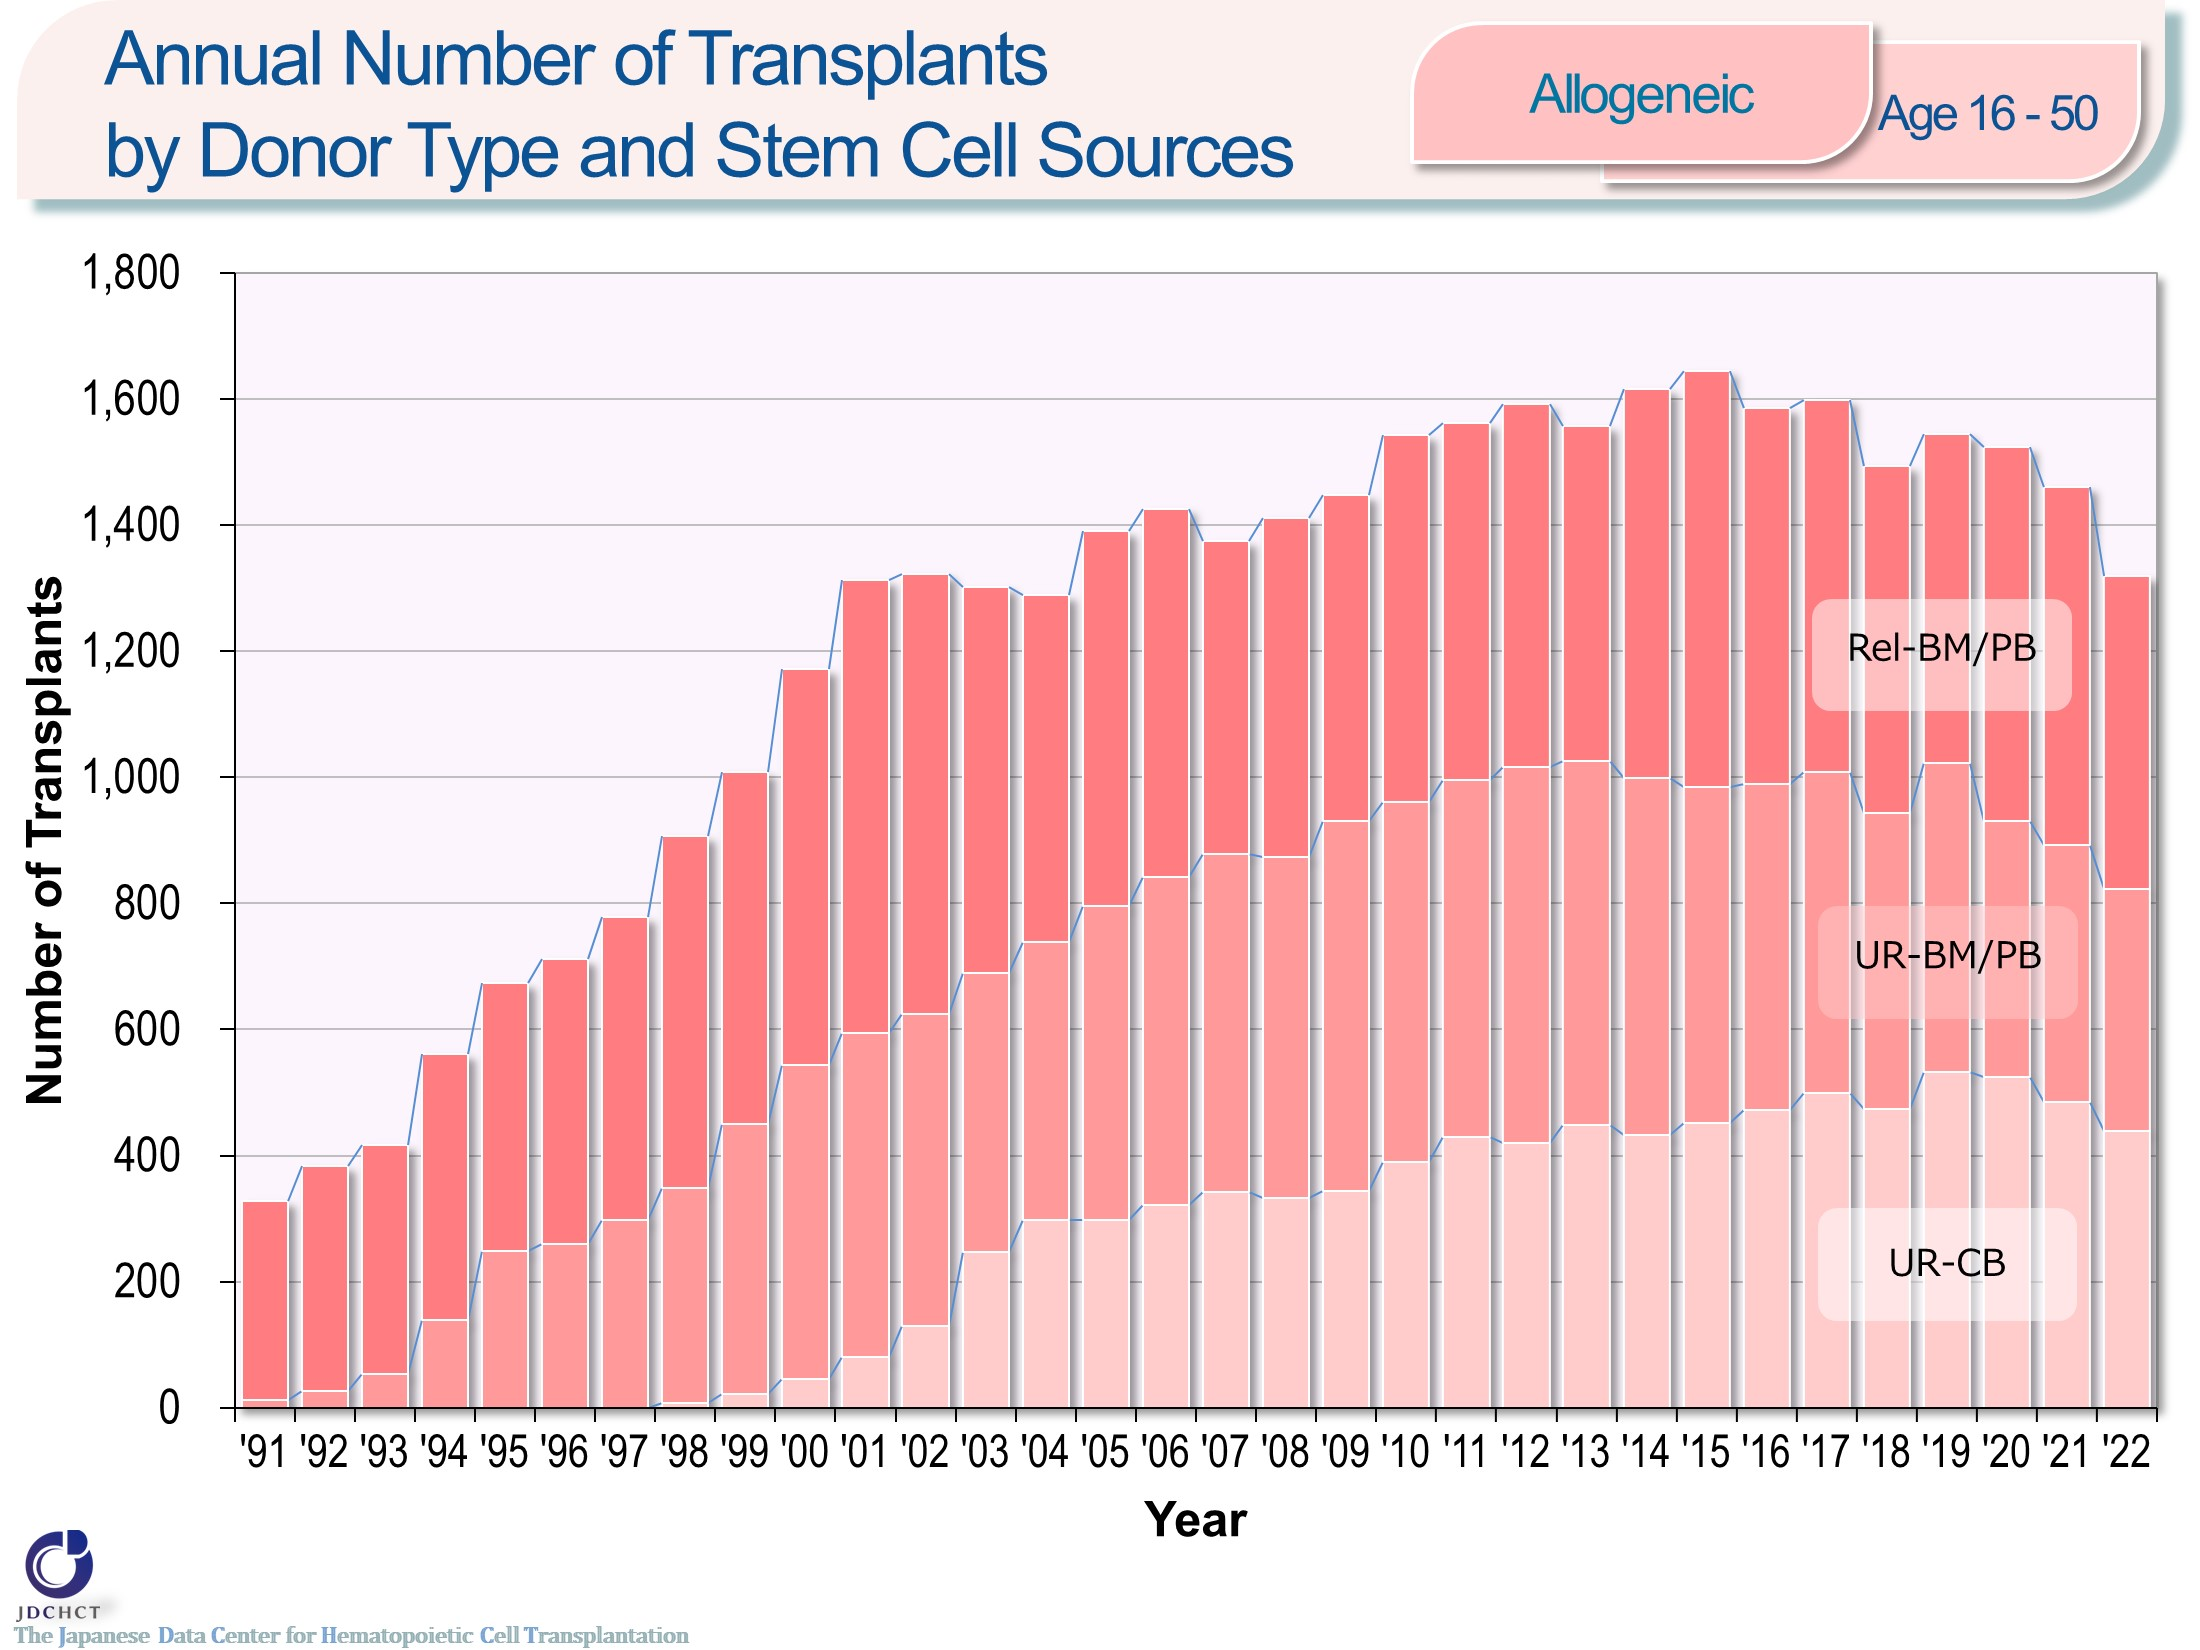 Annual Number of Transplants
by Donor Type and Stem Cell Sources
Allogeneic
Age 16 - 50
1,800
1,600
1,400
1,200
1,000
800
600
400
200
0
Number of Transplants
Rel-BM/PB
UR-BM/PB
UR-CB
'91 '92 '93 '94 '95 '96 '97 '98 '99 '00 '01 '02 '03 '04 '05 '06 '07 '08 '09 '10 '11 '12 '13 '14 '15 '16 '17 '18 '19 '20 '21 '22
Year
JDCHCT
The Japanese Data Center for Hematopoietic Cell Transplantation